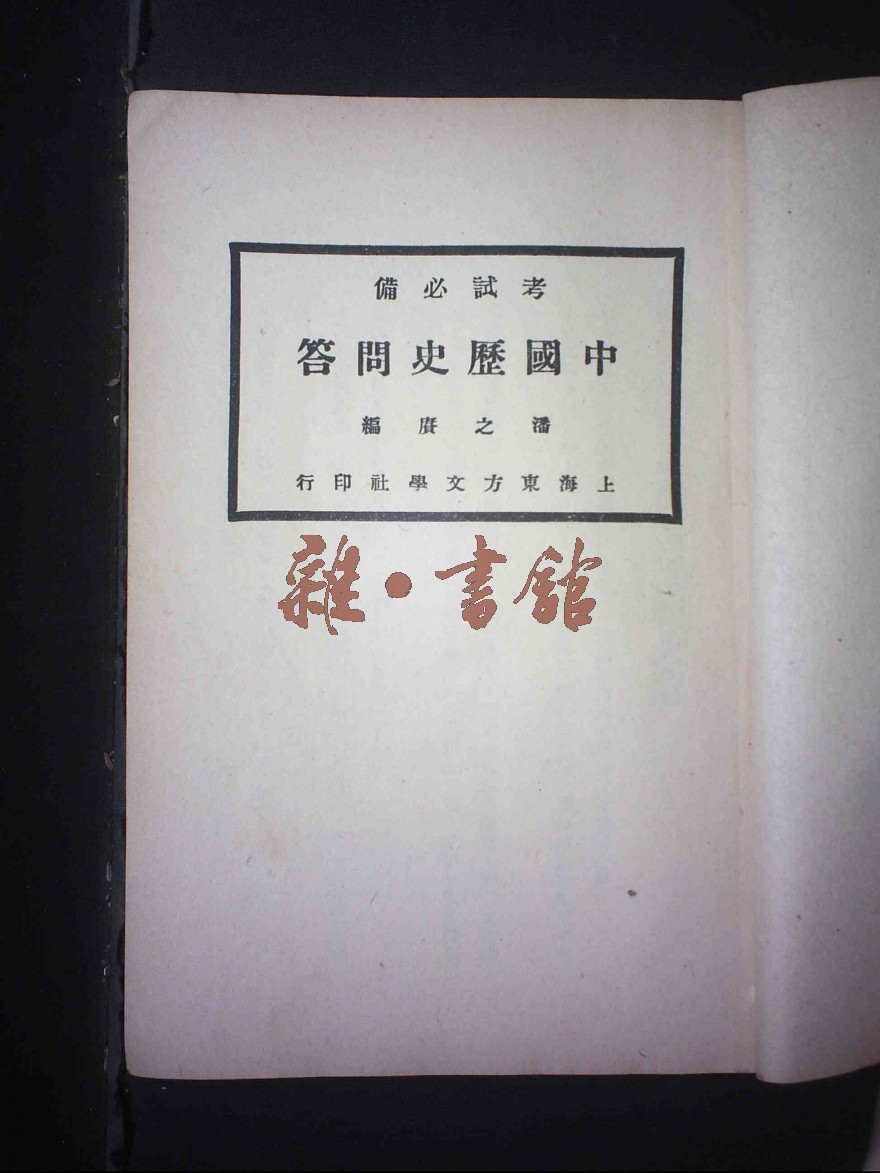 考試必備
中國歷史問答
潘之賡編
上海東方文學社印行
雜·書館